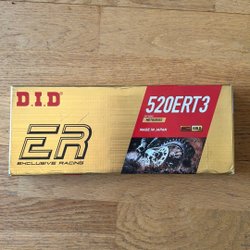 D.I.D
520ERT3
MADE IN JAPAN
ER
EXCLUSIVE RACING